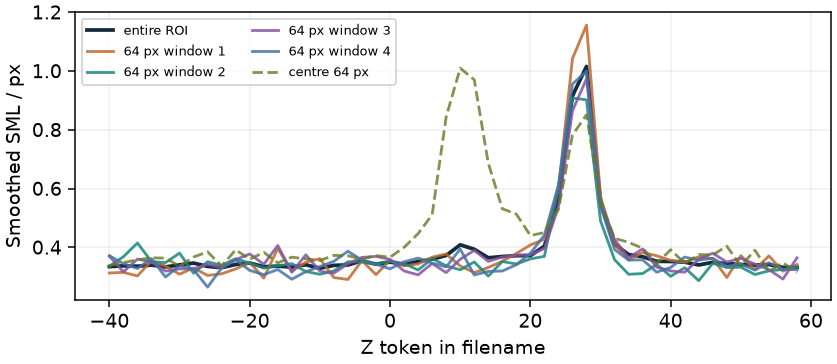 1.2
1.0
0.8
0.6
0.4
Smoothed SML / px
entire ROI
64 px window 1
64 px window 2
64 px window 3
64 px window 4
centre 64 px
−40
−20
0
20
40
60
Z token in filename